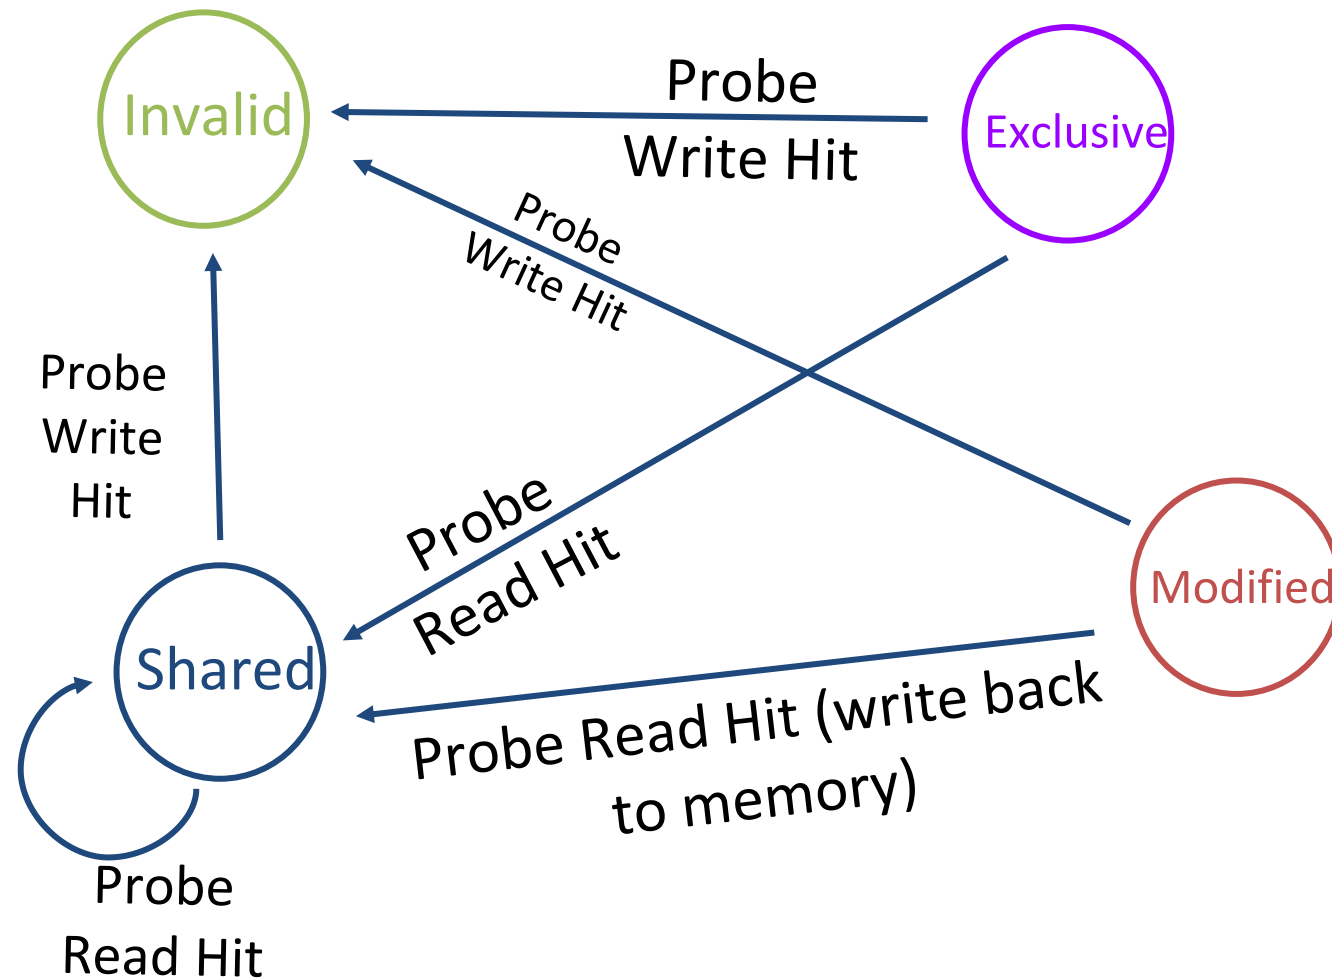 Invalid
Probe
Write Hit
Exclusive
Probe
Write Hit
Probe
Write
Hit
Probe
Read Hit
Modified
Shared
Probe Read Hit (write back
to memory)
Probe
Read Hit